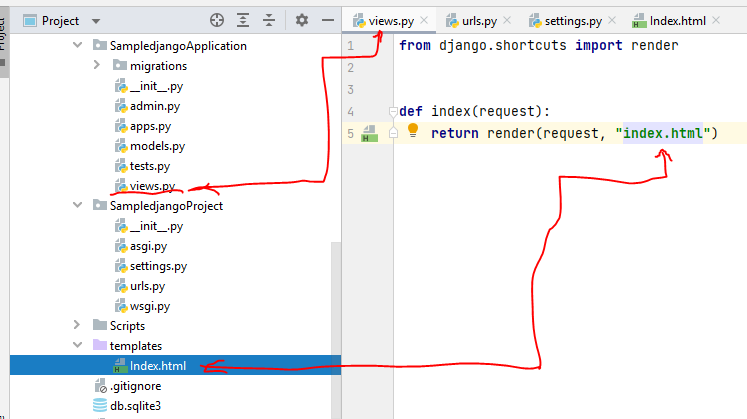 Project
Project
SampledjangoApplication
migrations
__init__.py
admin.py
apps.py
models.py
tests.py
views.py
SampledjangoProject
__init__.py
asgi.py
settings.py
urls.py
wsgi.py
Scripts
templates
Index.html
.gitignore
db.sqlite3
views.py
urls.py
settings.py
Index.html
1 from django.shortcuts import render
2
3
4 def index(request):
5 return render(request, "index.html")